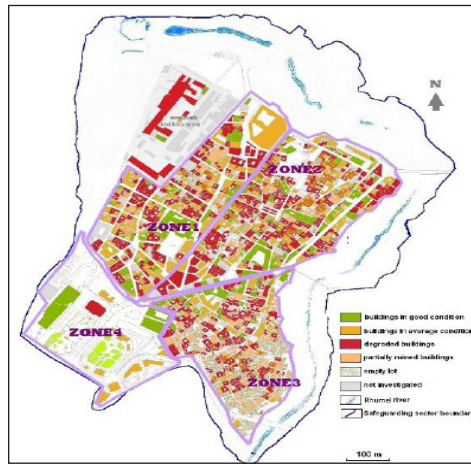 N
ZONE2
ZONE1
ZONE4
ZONE3
buildings in good condition
buildings in average condition
degraded buildings
partially ruined buildings
empty lot
not investigated
Rhumel river
Safeguarding sector boundar
100 m